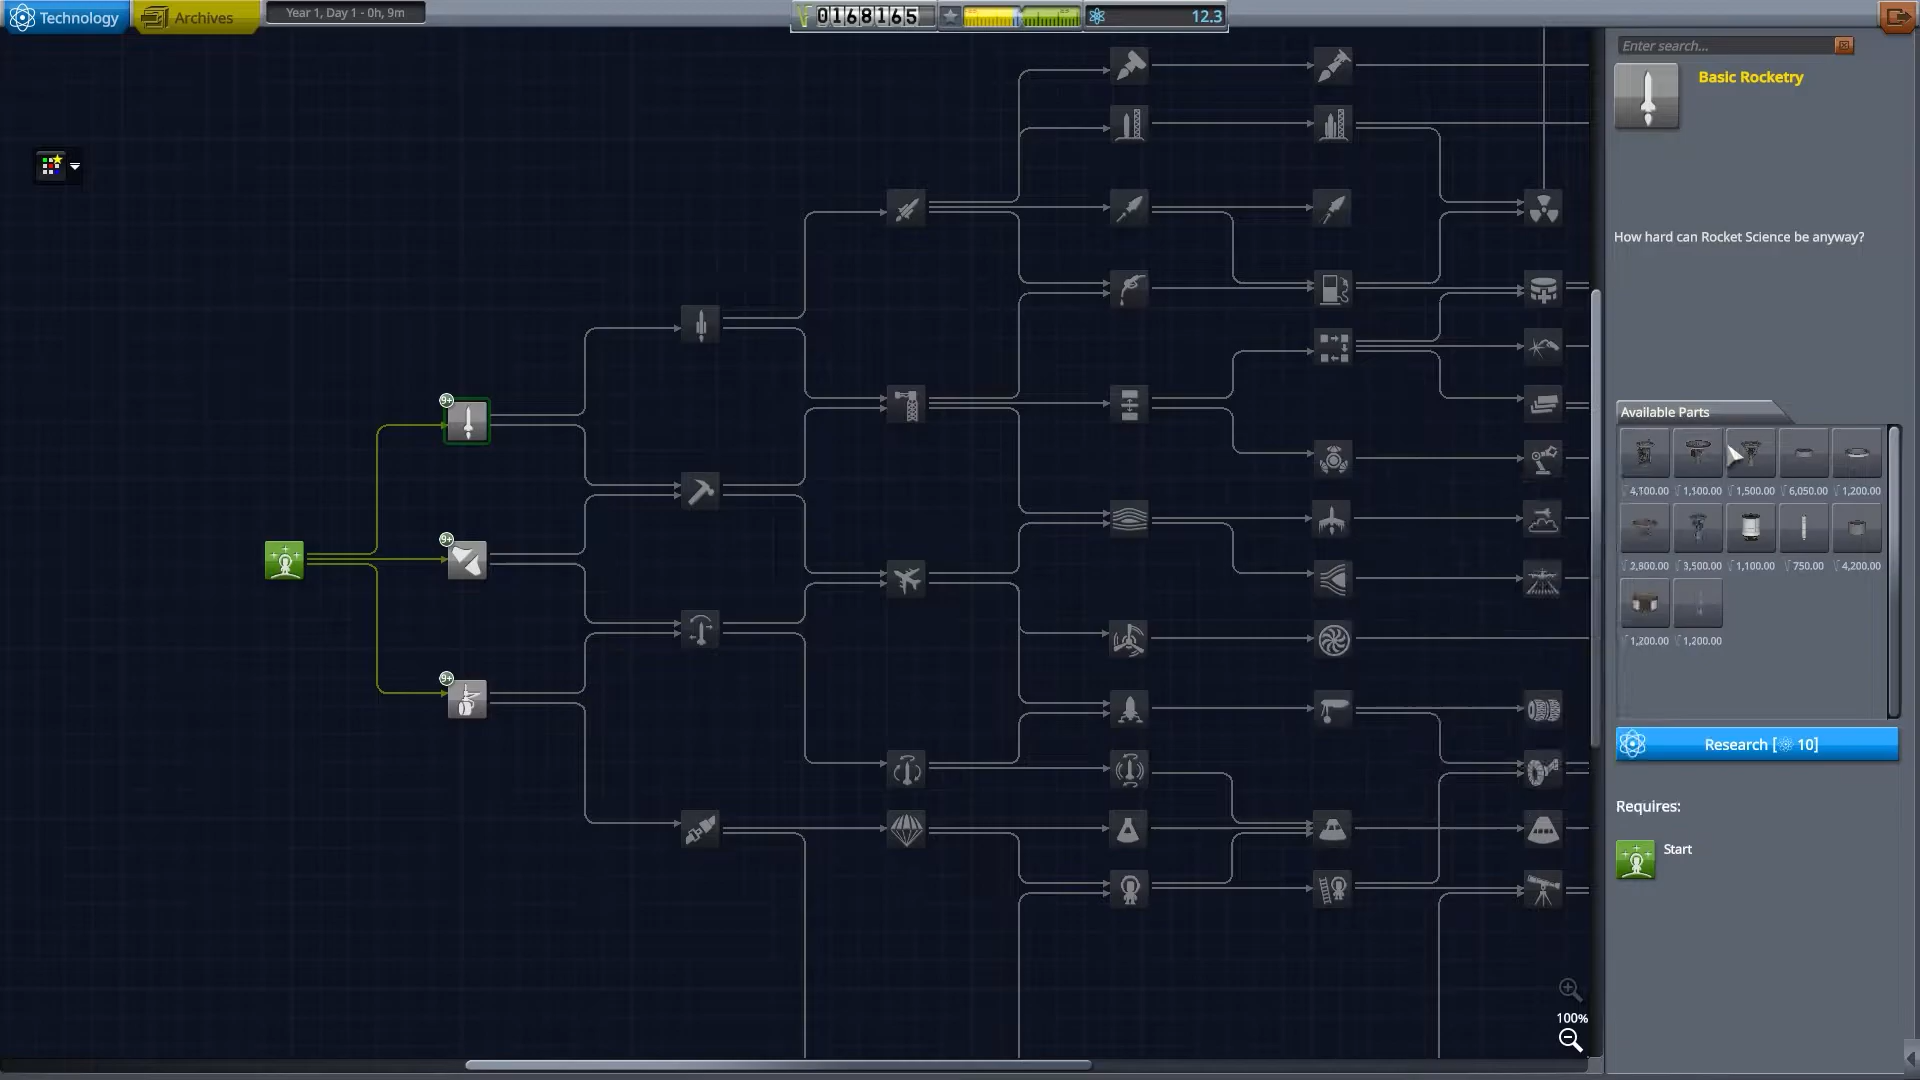 Technology
Archives
Year 1, Day 1 - 0h, 9m
0168165
12.3
Enter search...
Basic Rocketry
How hard can Rocket Science be anyway?
9+
9+
9+
Available Parts
4,100.00 1,100.00 1,500.00 6,050.00 1,200.00
2,800.00 3,500.00 1,100.00 750.00 4,200.00
1,200.00 1,200.00
Research [10]
Requires:
Start
100%